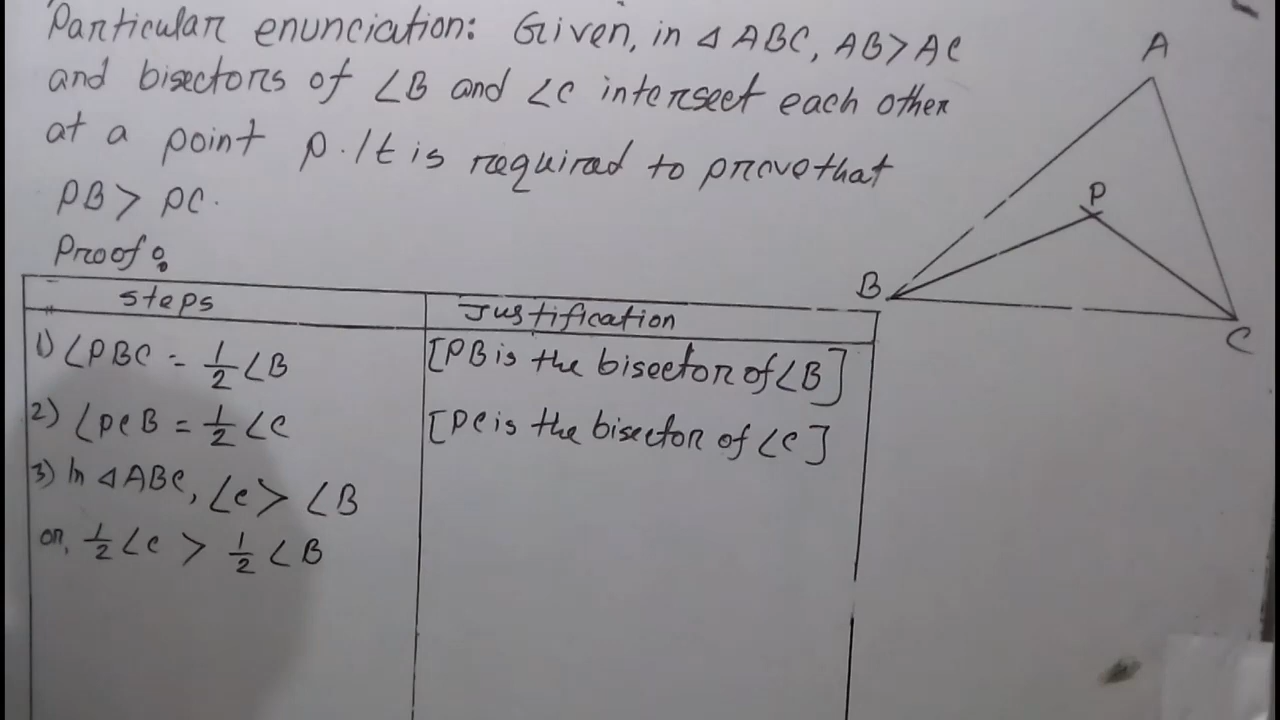 Particular enunciation: Given, in △ ABC, AB > AC
and bisectors of ∠B and ∠C intersect each other
at a point P. It is required to prove that
PB > PC.
Proof:
steps
Justification
1) ∠PBC = 1/2 ∠B
[PB is the bisector of ∠B]
2) ∠PCB = 1/2 ∠C
[PC is the bisector of ∠C]
3) In △ ABC, ∠C > ∠B
or, 1/2 ∠C > 1/2 ∠B
A
P
B
C